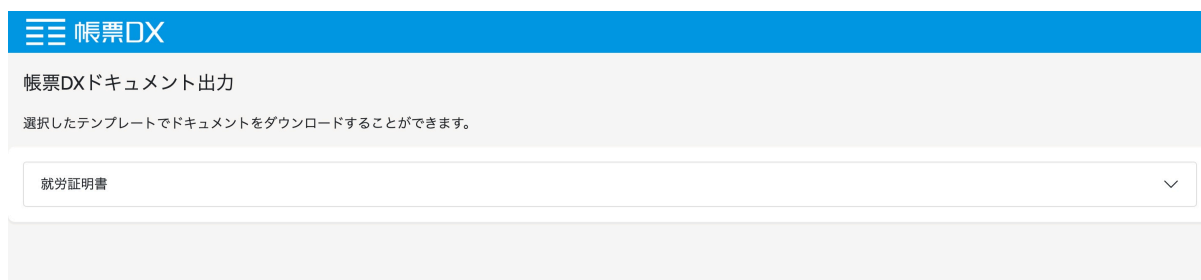 帳票DX
帳票DXドキュメント出力
選択したテンプレートでドキュメントをダウンロードすることができます。
就労証明書